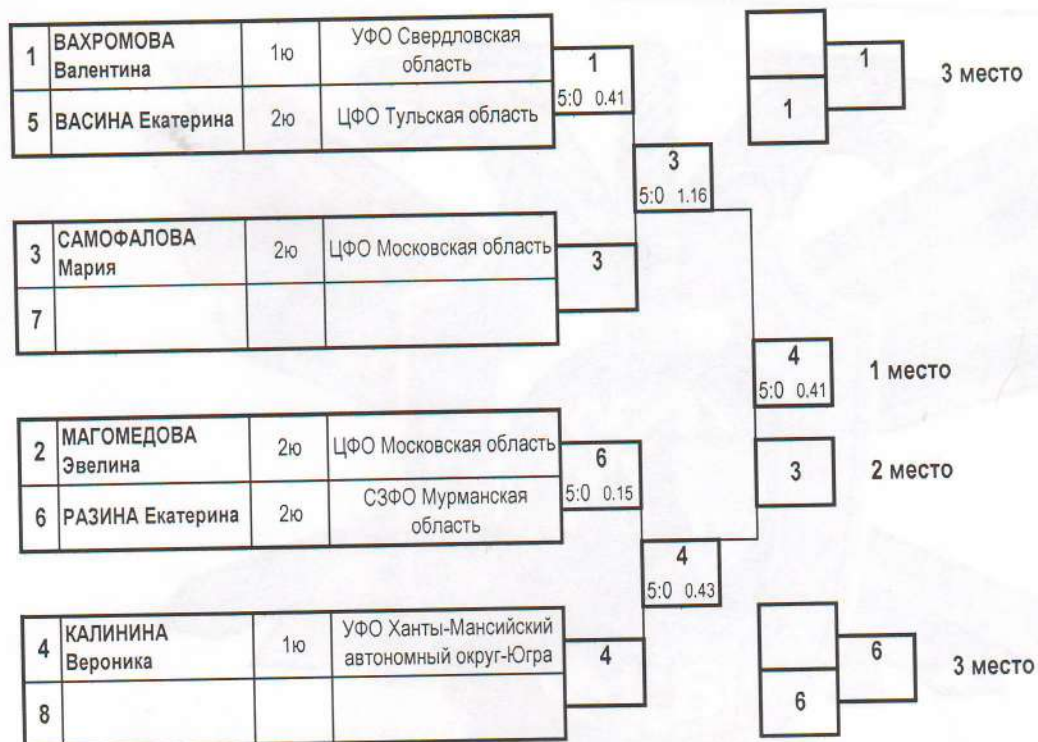 1 ВАХРОМОВА Валентина 1ю УФО Свердловская область
5 ВАСИНА Екатерина 2ю ЦФО Тульская область
1
5:0 0.41
1
1
3 место
3
5:0 1.16
3 САМОФАЛОВА Мария 2ю ЦФО Московская область
7
3
4
5:0 0.41
1 место
3
2 место
2 МАГОМЕДОВА Эвелина 2ю ЦФО Московская область
6 РАЗИНА Екатерина 2ю СЗФО Мурманская область
6
5:0 0.15
4
5:0 0.43
4 КАЛИНИНА Вероника 1ю УФО Ханты-Мансийский автономный округ-Югра
8
4
6
6
3 место